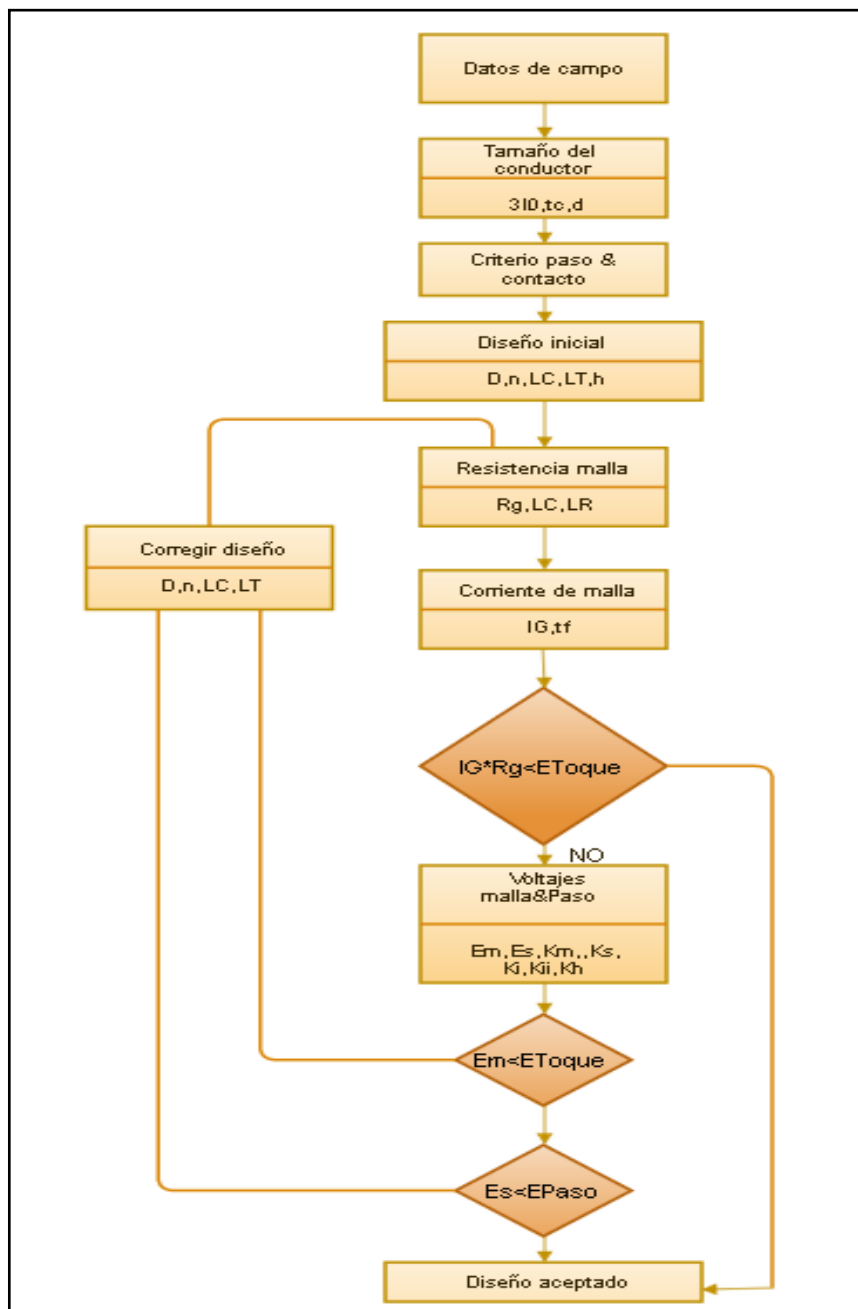 Datos de campo
Tamaño del
conductor
3I0,tc,d
Criterio paso &
contacto
Diseño inicial
D,n,LC,LT,h
Resistencia malla
Rg,LC,LR
Corregir diseño
D,n,LC,LT
Corriente de malla
IG,tf
IG*Rg<EToque
NO
Voltajes
malla&Paso
Em,Es,Km,,Ks,
Ki,Kii,Kh
Em<EToque
Es<EPaso
Diseño aceptado